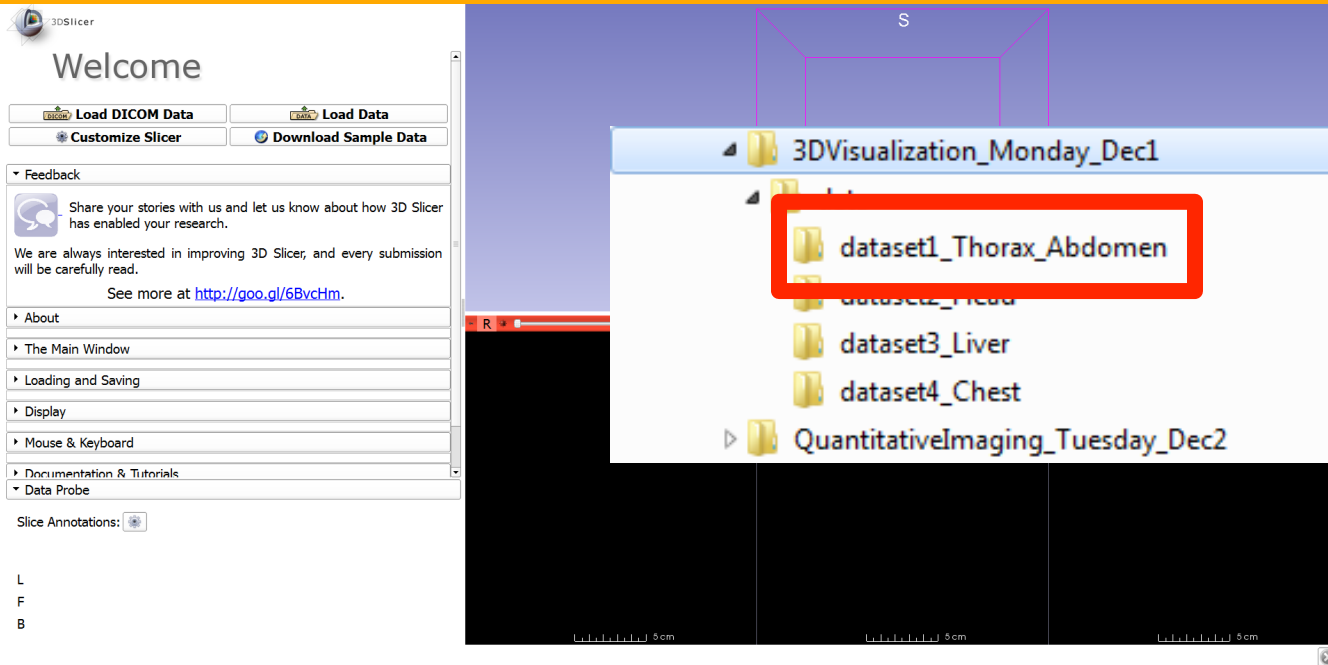 3DSlicer
Welcome
Load DICOM Data
Load Data
Customize Slicer
Download Sample Data
Feedback
Share your stories with us and let us know about how 3D Slicer
has enabled your research.
We are always interested in improving 3D Slicer, and every submission
will be carefully read.
See more at http://goo.gl/6BvcHm.
About
The Main Window
Loading and Saving
Display
Mouse & Keyboard
Documentation & Tutorials
Data Probe
Slice Annotations:
L
F
B
S
R
3DVisualization_Monday_Dec1
dataset1_Thorax_Abdomen
dataset2_Head
dataset3_Liver
dataset4_Chest
QuantitativeImaging_Tuesday_Dec2
5cm
5cm
5cm